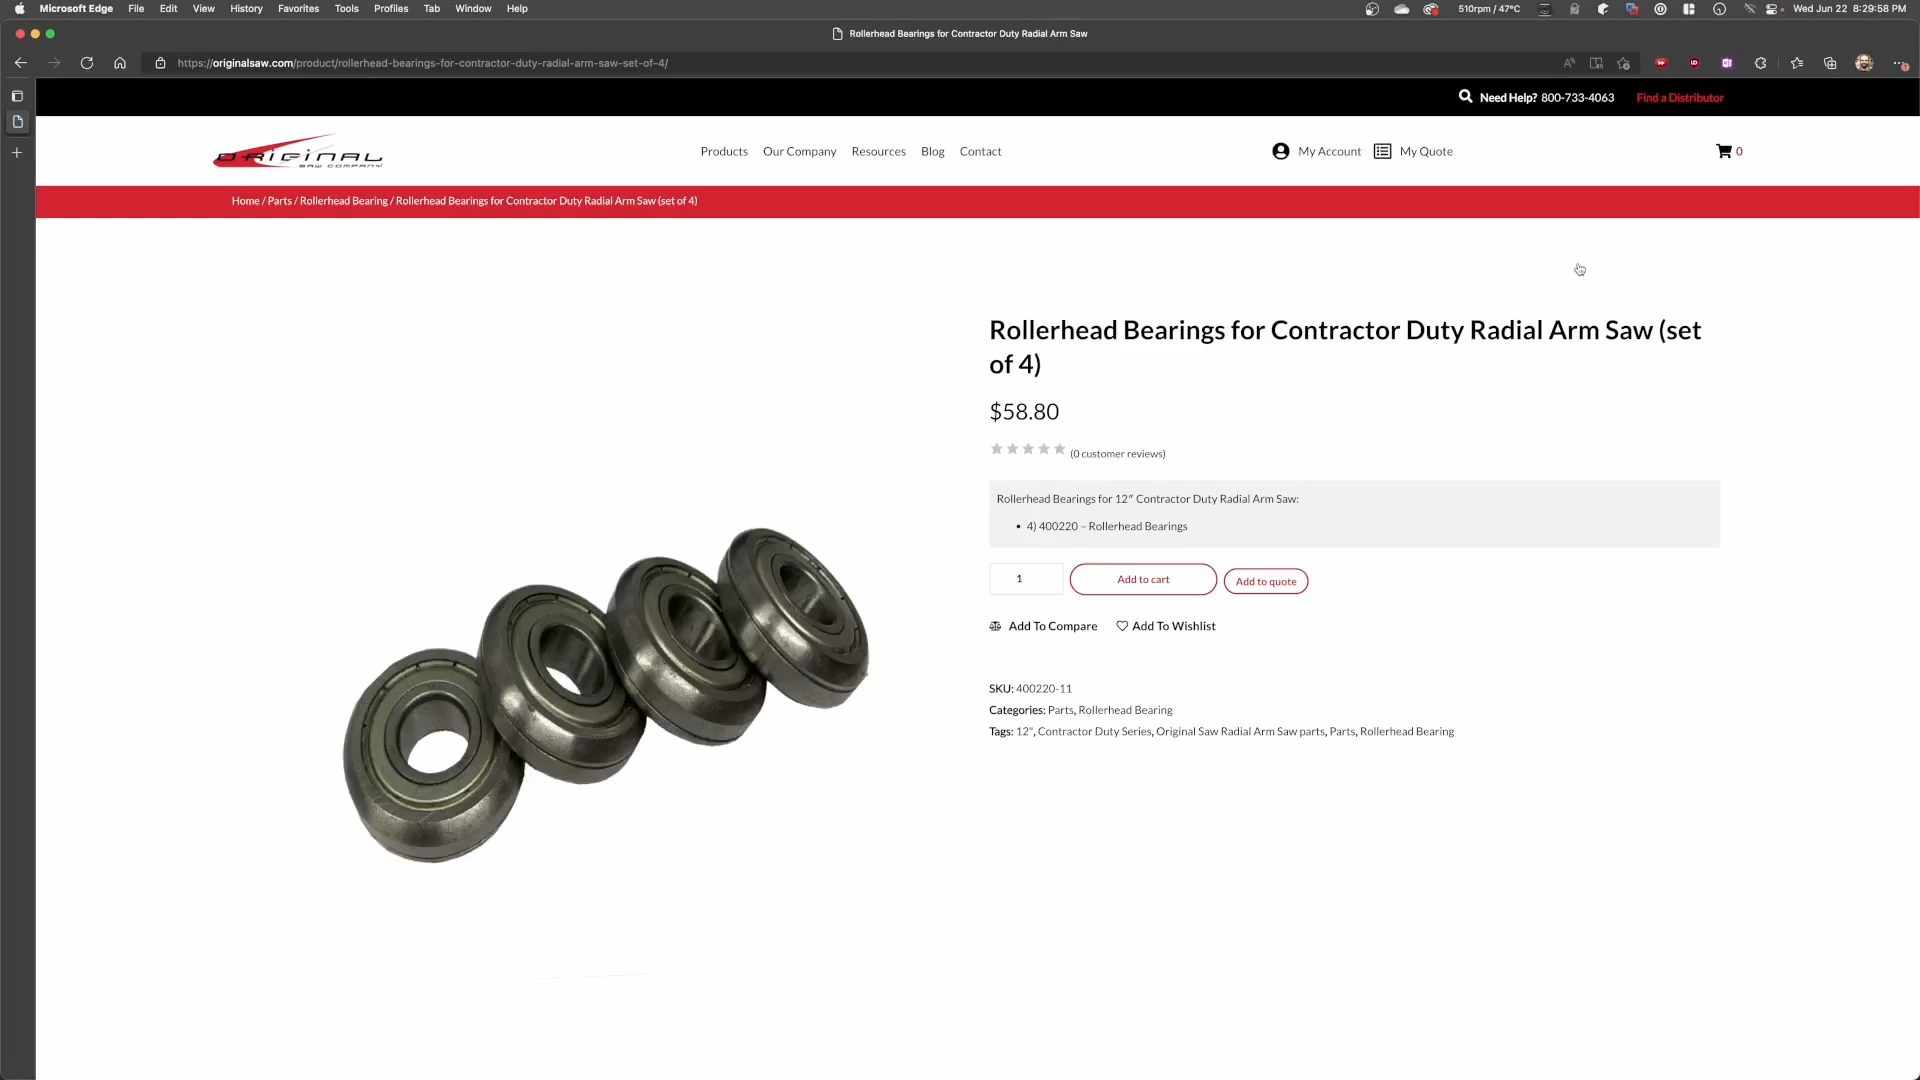 Microsoft Edge File Edit View History Favorites Tools Profiles Tab Window Help 510rpm / 47°C Wed Jun 22 8:29:58 PM
Rollerhead Bearings for Contractor Duty Radial Arm Saw
https://originalsaw.com/product/rollerhead-bearings-for-contractor-duty-radial-arm-saw-set-of-4/
Need Help? 800-733-4063 Find a Distributor
ORIGINAL
SAW COMPANY
Products Our Company Resources Blog Contact My Account My Quote 0
Home / Parts / Rollerhead Bearing / Rollerhead Bearings for Contractor Duty Radial Arm Saw (set of 4)
Rollerhead Bearings for Contractor Duty Radial Arm Saw (set
of 4)
$58.80
(0 customer reviews)
Rollerhead Bearings for 12″ Contractor Duty Radial Arm Saw:
• 4) 400220 – Rollerhead Bearings
1 Add to cart Add to quote
Add To Compare Add To Wishlist
SKU: 400220-11
Categories: Parts, Rollerhead Bearing
Tags: 12", Contractor Duty Series, Original Saw Radial Arm Saw parts, Parts, Rollerhead Bearing